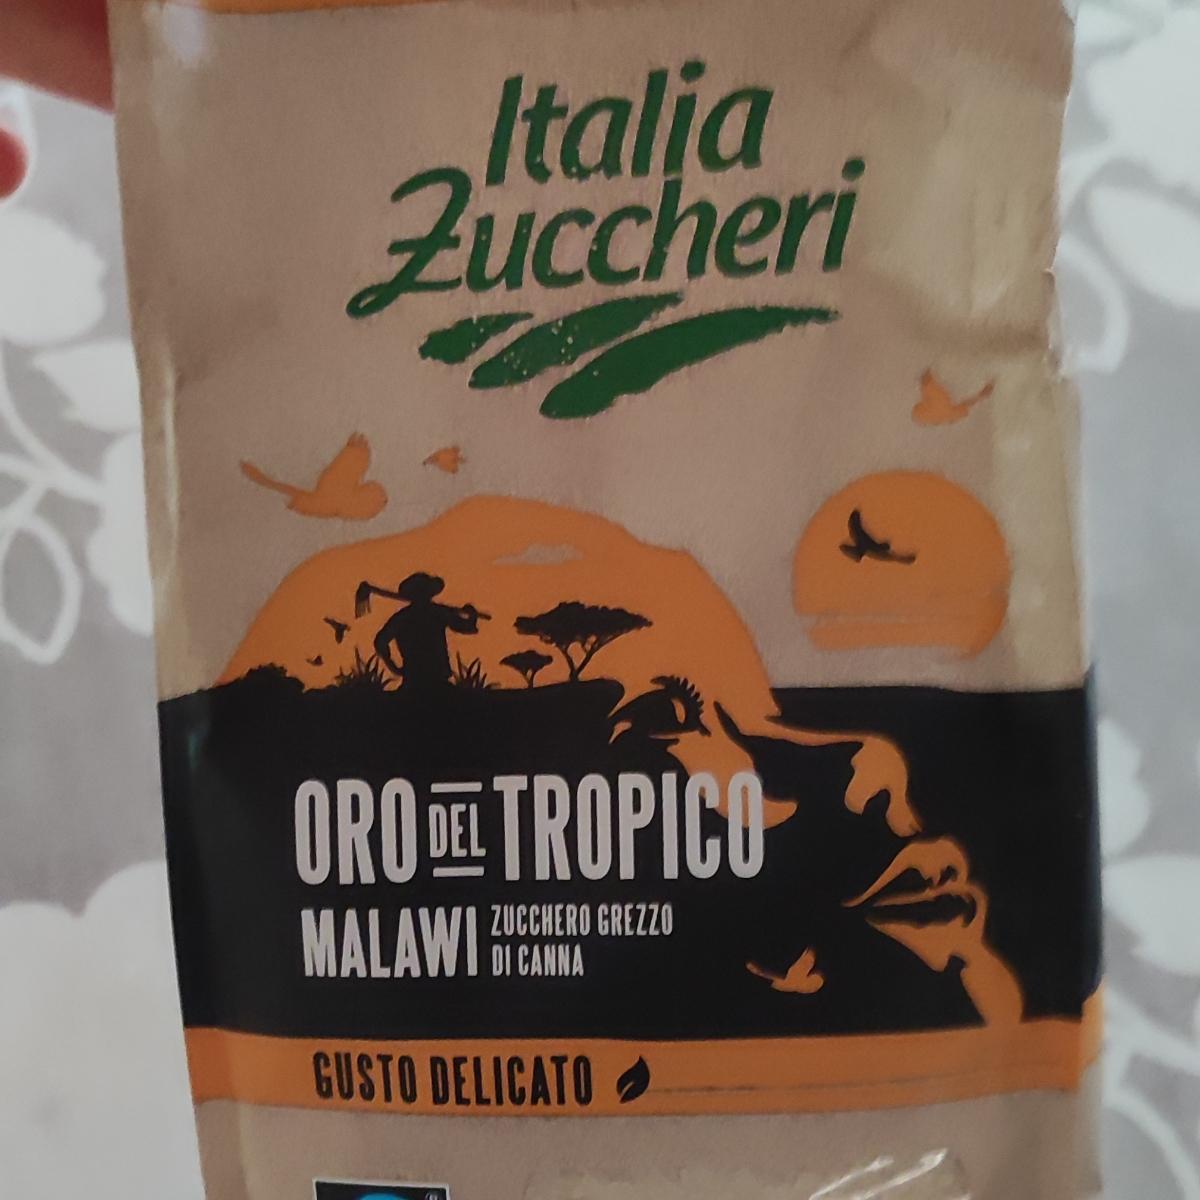 Italia
Zuccheri
ORO DEL TROPICO
MALAWI ZUCCHERO GREZZO
DI CANNA
GUSTO DELICATO
®